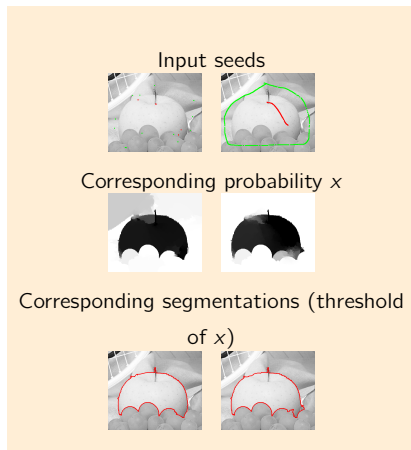 Input seeds
Corresponding probability x
Corresponding segmentations (threshold
of x)